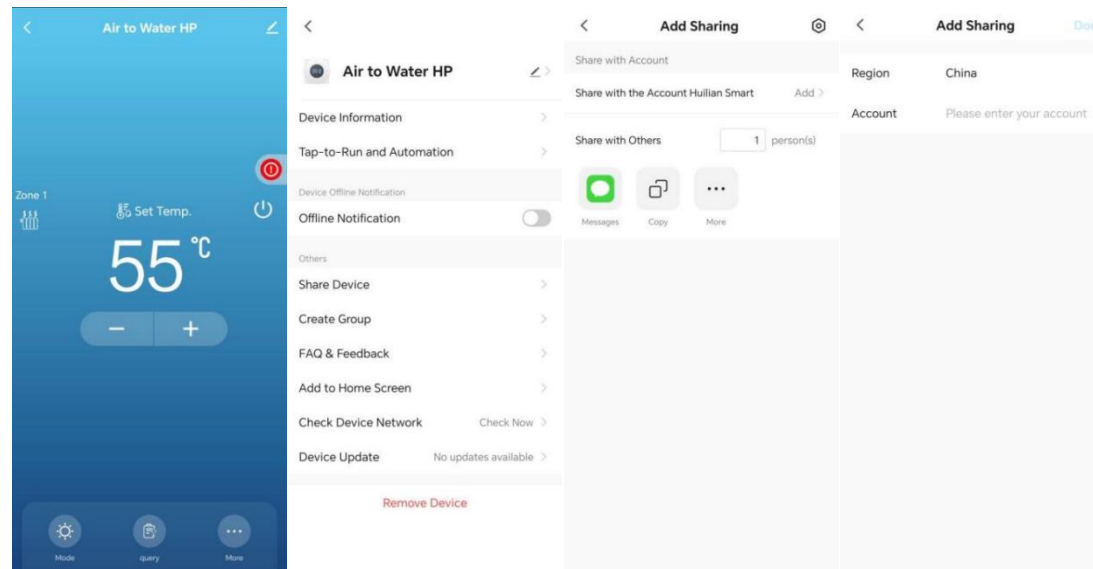 Air to Water HP
Zone 1
Set Temp.
55 °C
− +
Mode query More
Air to Water HP
Device Information
Tap-to-Run and Automation
Device Offline Notification
Offline Notification
Others
Share Device
Create Group
FAQ & Feedback
Add to Home Screen
Check Device Network Check Now
Device Update No updates available
Remove Device
Add Sharing
Share with Account
Share with the Account Huilian Smart Add
Share with Others 1 person(s)
Messages Copy More
Add Sharing
Region China
Account Please enter your account